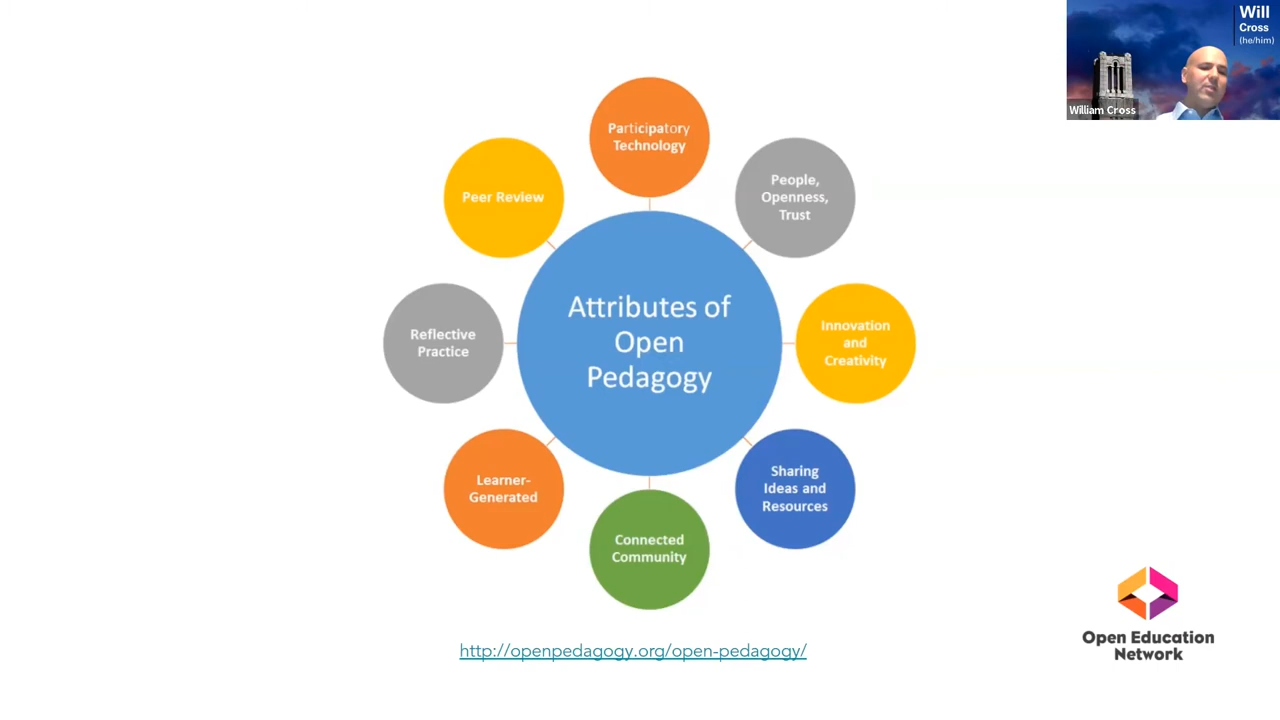 Will
Cross
(he/him)
William Cross
Participatory
Technology
Peer Review
People,
Openness,
Trust
Reflective
Practice
Attributes of
Open
Pedagogy
Innovation
and
Creativity
Learner-
Generated
Sharing
Ideas and
Resources
Connected
Community
http://openpedagogy.org/open-pedagogy/
Open Education
Network